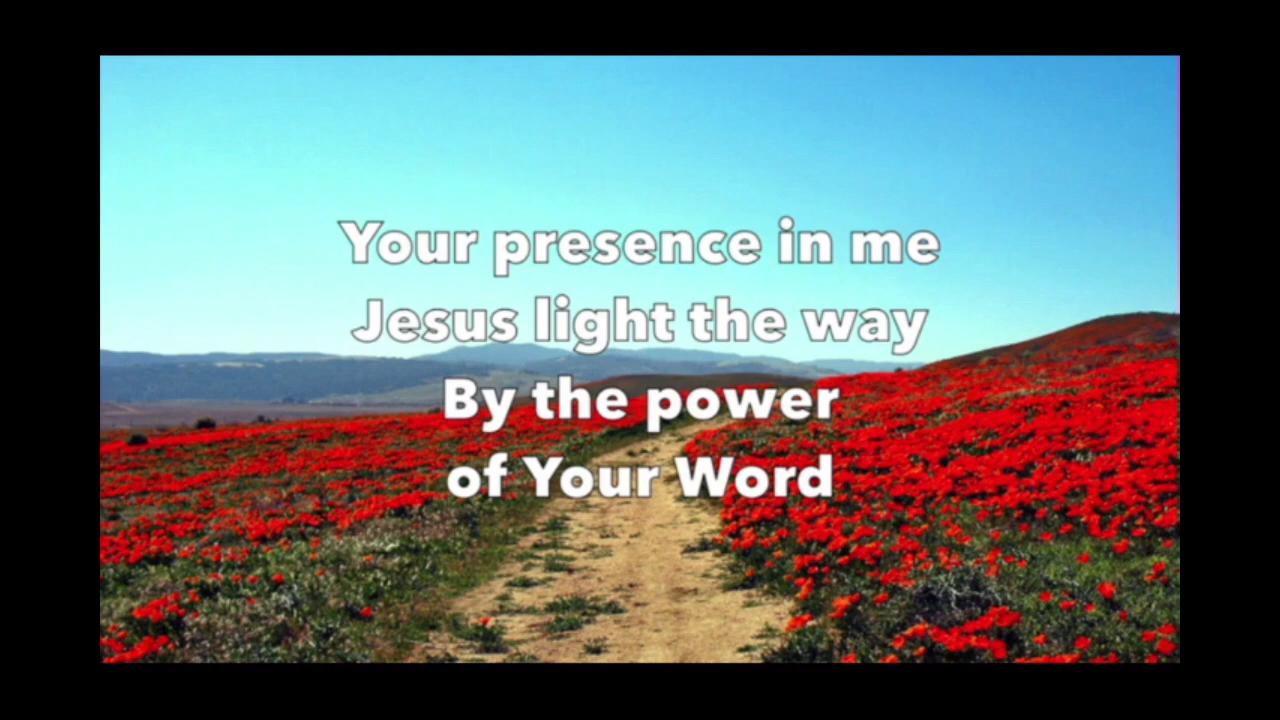 Your presence in me
Jesus light the way
By the power
of Your Word